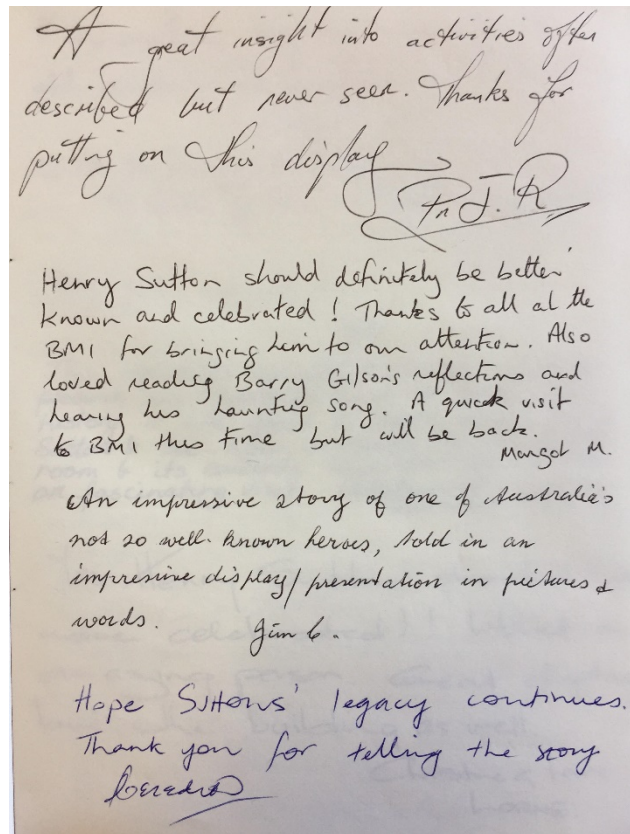 A great insight into activities often
described but never seen. Thanks for
putting on this display
J. R
Henry Sutton should definitely be better
known and celebrated! Thanks to all at the
BMI for bringing him to our attention. Also
loved reading Barry Gilson's reflections and
hearing his haunting song. A quick visit
to BMI this time but will be back.
Margot M.
An impressive story of one of Australia's
not so well-known heroes, told in an
impressive display/presentation in pictures &
words.
Jim C.
Hope Suttons' legacy continues.
Thank you for telling the story